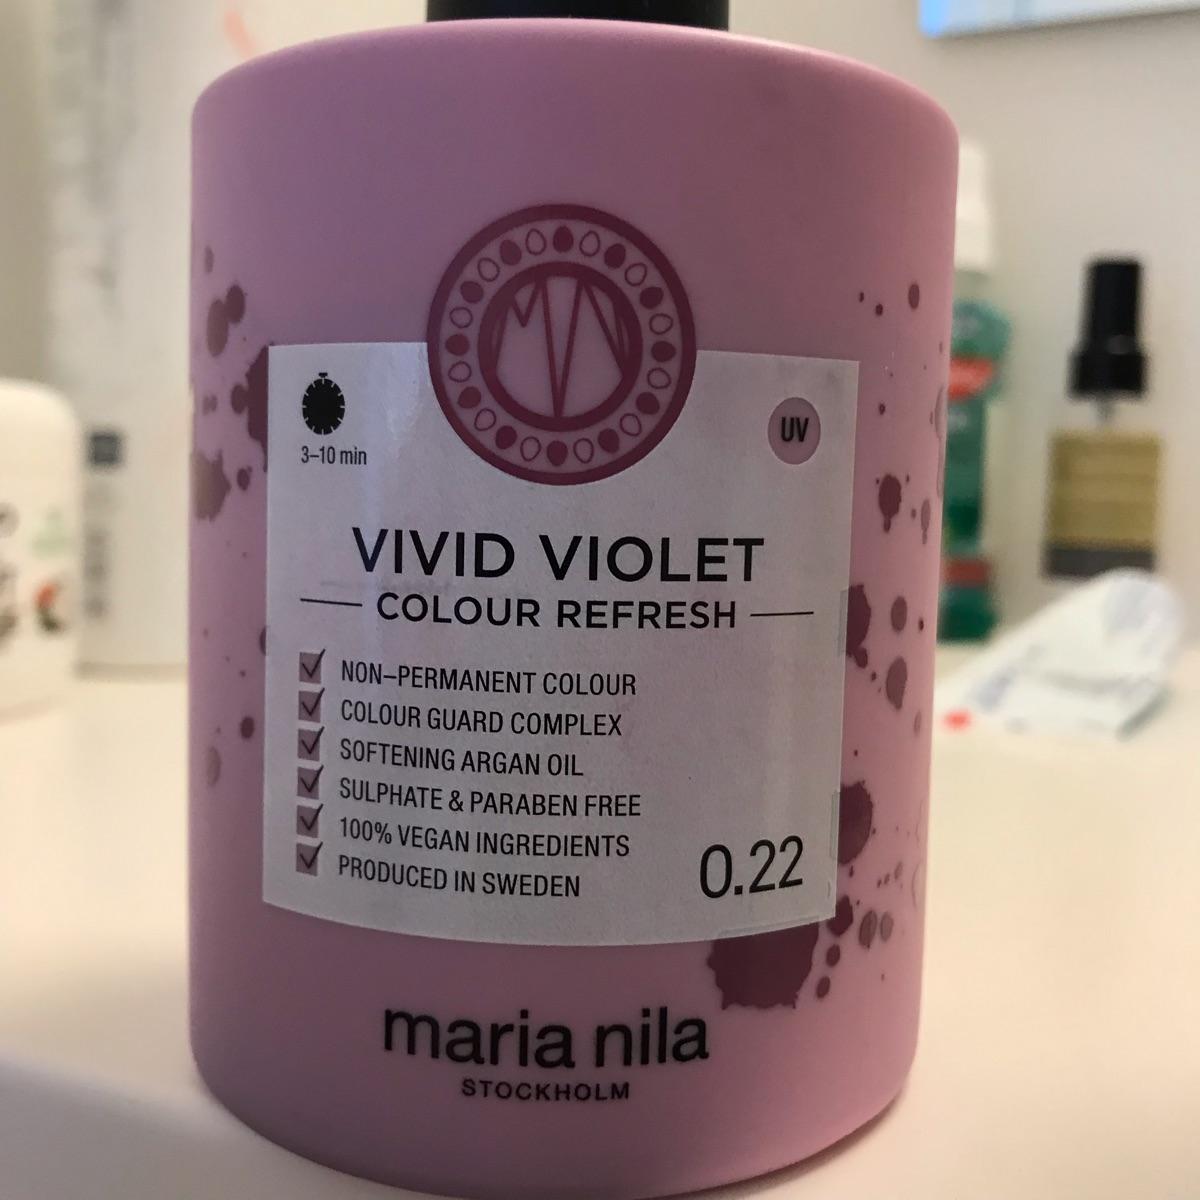 3–10 min
UV
VIVID VIOLET
COLOUR REFRESH
NON–PERMANENT COLOUR
COLOUR GUARD COMPLEX
SOFTENING ARGAN OIL
SULPHATE & PARABEN FREE
100% VEGAN INGREDIENTS
PRODUCED IN SWEDEN
0.22
maria nila
STOCKHOLM